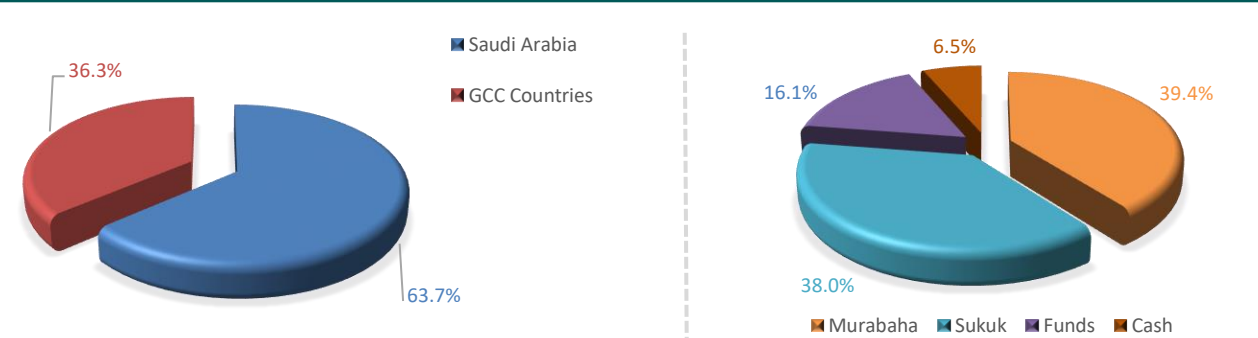 36.3%
63.7%
Saudi Arabia
GCC Countries
6.5%
16.1%
39.4%
38.0%
Murabaha Sukuk Funds Cash